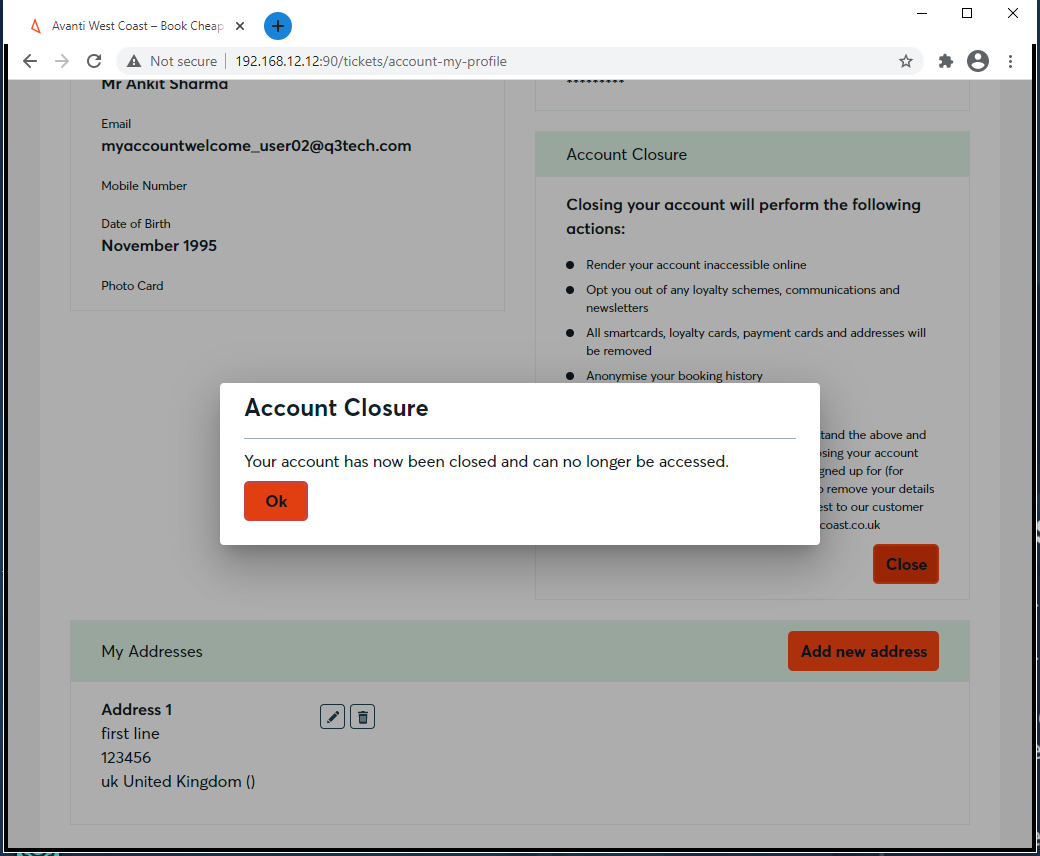 Avanti West Coast – Book Cheap
Not secure
192.168.12.12:90/tickets/account-my-profile
Mr Ankit Sharma
Email
myaccountwelcome_user02@q3tech.com
Mobile Number
Date of Birth
November 1995
Photo Card
*********
Account Closure
Closing your account will perform the following
actions:
Render your account inaccessible online
Opt you out of any loyalty schemes, communications and
newsletters
All smartcards, loyalty cards, payment cards and addresses will
be removed
Anonymise your booking history
tand the above and
osing your account
gned up for (for
o remove your details
est to our customer
coast.co.uk
Close
Account Closure
Your account has now been closed and can no longer be accessed.
Ok
My Addresses
Add new address
Address 1
first line
123456
uk United Kingdom ()